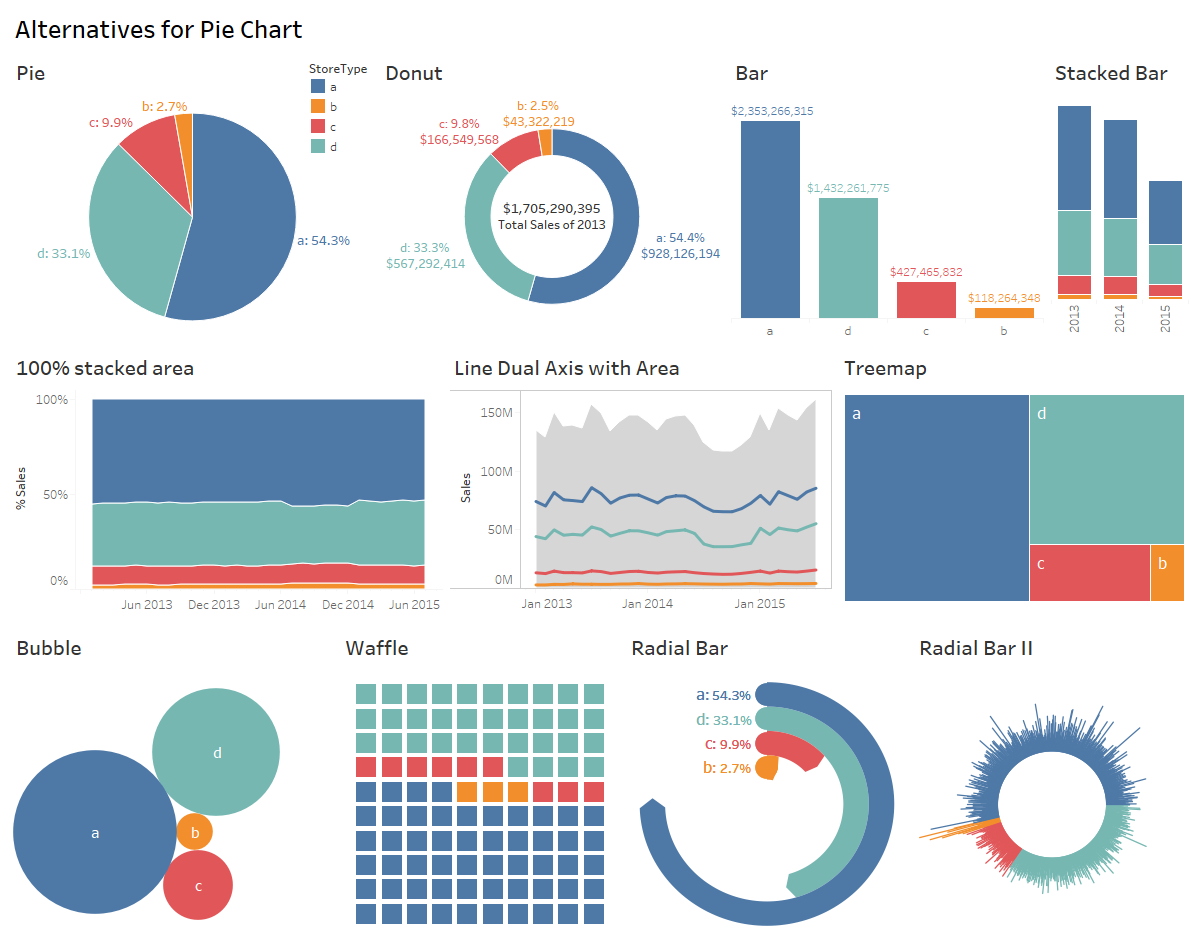 Alternatives for Pie Chart
Pie
StoreType
a
b
c
d
b: 2.7%
c: 9.9%
d: 33.1%
a: 54.3%
Donut
b: 2.5%
$43,322,219
c: 9.8%
$166,549,568
$1,705,290,395
Total Sales of 2013
a: 54.4%
$928,126,194
d: 33.3%
$567,292,414
Bar
$2,353,266,315
$1,432,261,775
$427,465,832
$118,264,348
a
d
c
b
Stacked Bar
2013
2014
2015
100% stacked area
100%
50%
0%
% Sales
Jun 2013
Dec 2013
Jun 2014
Dec 2014
Jun 2015
Line Dual Axis with Area
150M
100M
50M
0M
Sales
Jan 2013
Jan 2014
Jan 2015
Treemap
a
d
c
b
Bubble
d
a
b
c
Waffle
Radial Bar
a: 54.3%
d: 33.1%
c: 9.9%
b: 2.7%
Radial Bar II